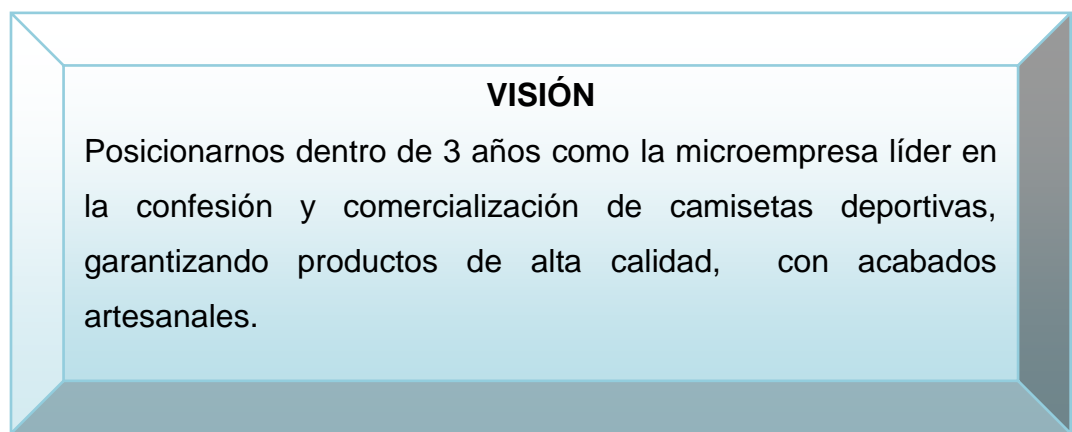 VISIÓN
Posicionarnos dentro de 3 años como la microempresa líder en
la confesión y comercialización de camisetas deportivas,
garantizando productos de alta calidad, con acabados
artesanales.